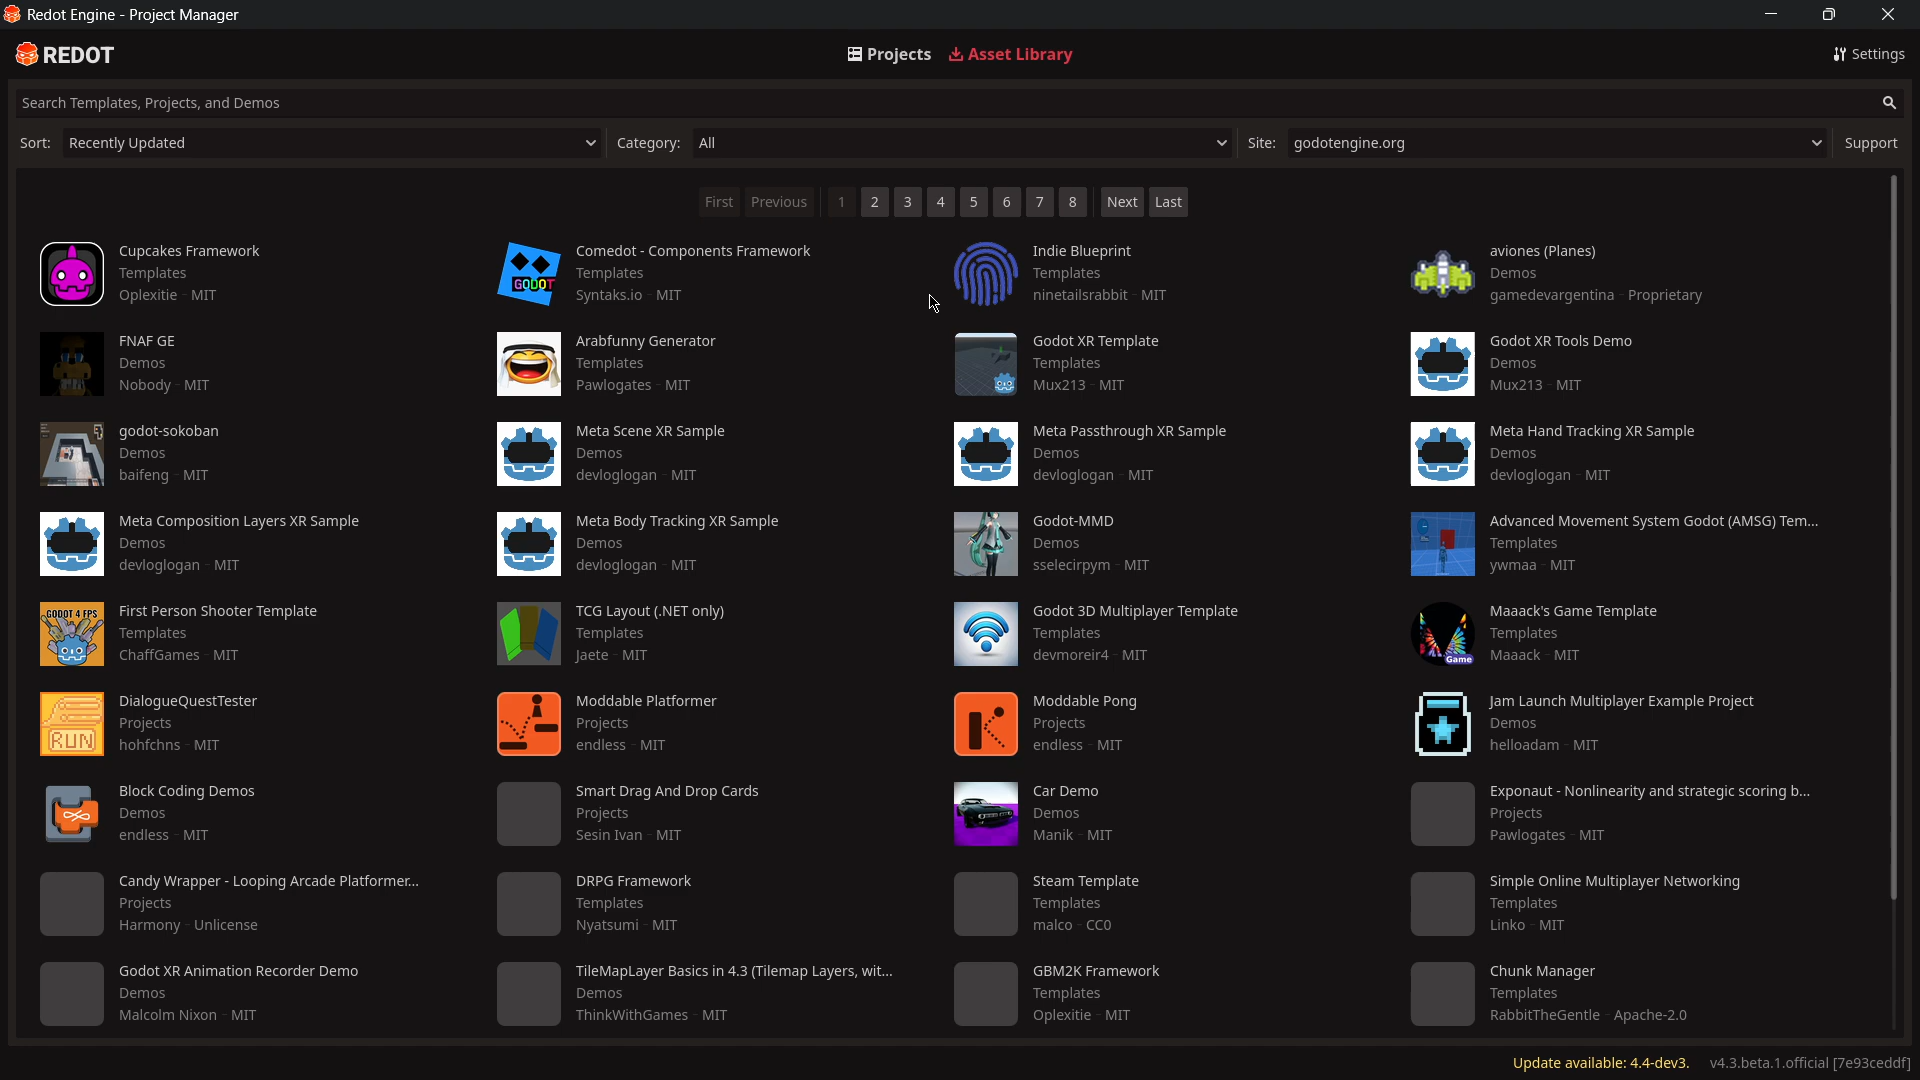 Redot Engine - Project Manager
REDOT
Projects Asset Library
Settings
Search Templates, Projects, and Demos
Sort: Recently Updated Category: All Site: godotengine.org Support
First Previous 1 2 3 4 5 6 7 8 Next Last
Cupcakes Framework
Templates
Oplexitie - MIT
GODOT
Comedot - Components Framework
Templates
Syntaks.io - MIT
Indie Blueprint
Templates
ninetailsrabbit - MIT
aviones (Planes)
Demos
gamedevargentina - Proprietary
FNAF GE
Demos
Nobody - MIT
Arabfunny Generator
Templates
Pawlogates - MIT
Godot XR Template
Templates
Mux213 - MIT
Godot XR Tools Demo
Demos
Mux213 - MIT
godot-sokoban
Demos
baifeng - MIT
Meta Scene XR Sample
Demos
devloglogan - MIT
Meta Passthrough XR Sample
Demos
devloglogan - MIT
Meta Hand Tracking XR Sample
Demos
devloglogan - MIT
Meta Composition Layers XR Sample
Demos
devloglogan - MIT
Meta Body Tracking XR Sample
Demos
devloglogan - MIT
Godot-MMD
Demos
sselecirpym - MIT
Advanced Movement System Godot (AMSG) Tem...
Templates
ywmaa - MIT
GODOT 4 FPS
First Person Shooter Template
Templates
ChaffGames - MIT
TCG Layout (.NET only)
Templates
Jaete - MIT
Godot 3D Multiplayer Template
Templates
devmoreir4 - MIT
Game
Maaack's Game Template
Templates
Maaack - MIT
RUN
DialogueQuestTester
Projects
hohfchns - MIT
Moddable Platformer
Projects
endless - MIT
Moddable Pong
Projects
endless - MIT
Jam Launch Multiplayer Example Project
Demos
helloadam - MIT
Block Coding Demos
Demos
endless - MIT
Smart Drag And Drop Cards
Projects
Sesin Ivan - MIT
Car Demo
Demos
Manik - MIT
Exponaut - Nonlinearity and strategic scoring b...
Projects
Pawlogates - MIT
Candy Wrapper - Looping Arcade Platformer...
Projects
Harmony - Unlicense
DRPG Framework
Templates
Nyatsumi - MIT
Steam Template
Templates
malco - CC0
Simple Online Multiplayer Networking
Templates
Linko - MIT
Godot XR Animation Recorder Demo
Demos
Malcolm Nixon - MIT
TileMapLayer Basics in 4.3 (Tilemap Layers, wit...
Demos
ThinkWithGames - MIT
GBM2K Framework
Templates
Oplexitie - MIT
Chunk Manager
Templates
RabbitTheGentle - Apache-2.0
Update available: 4.4-dev3. v4.3.beta.1.official [7e93ceddf]